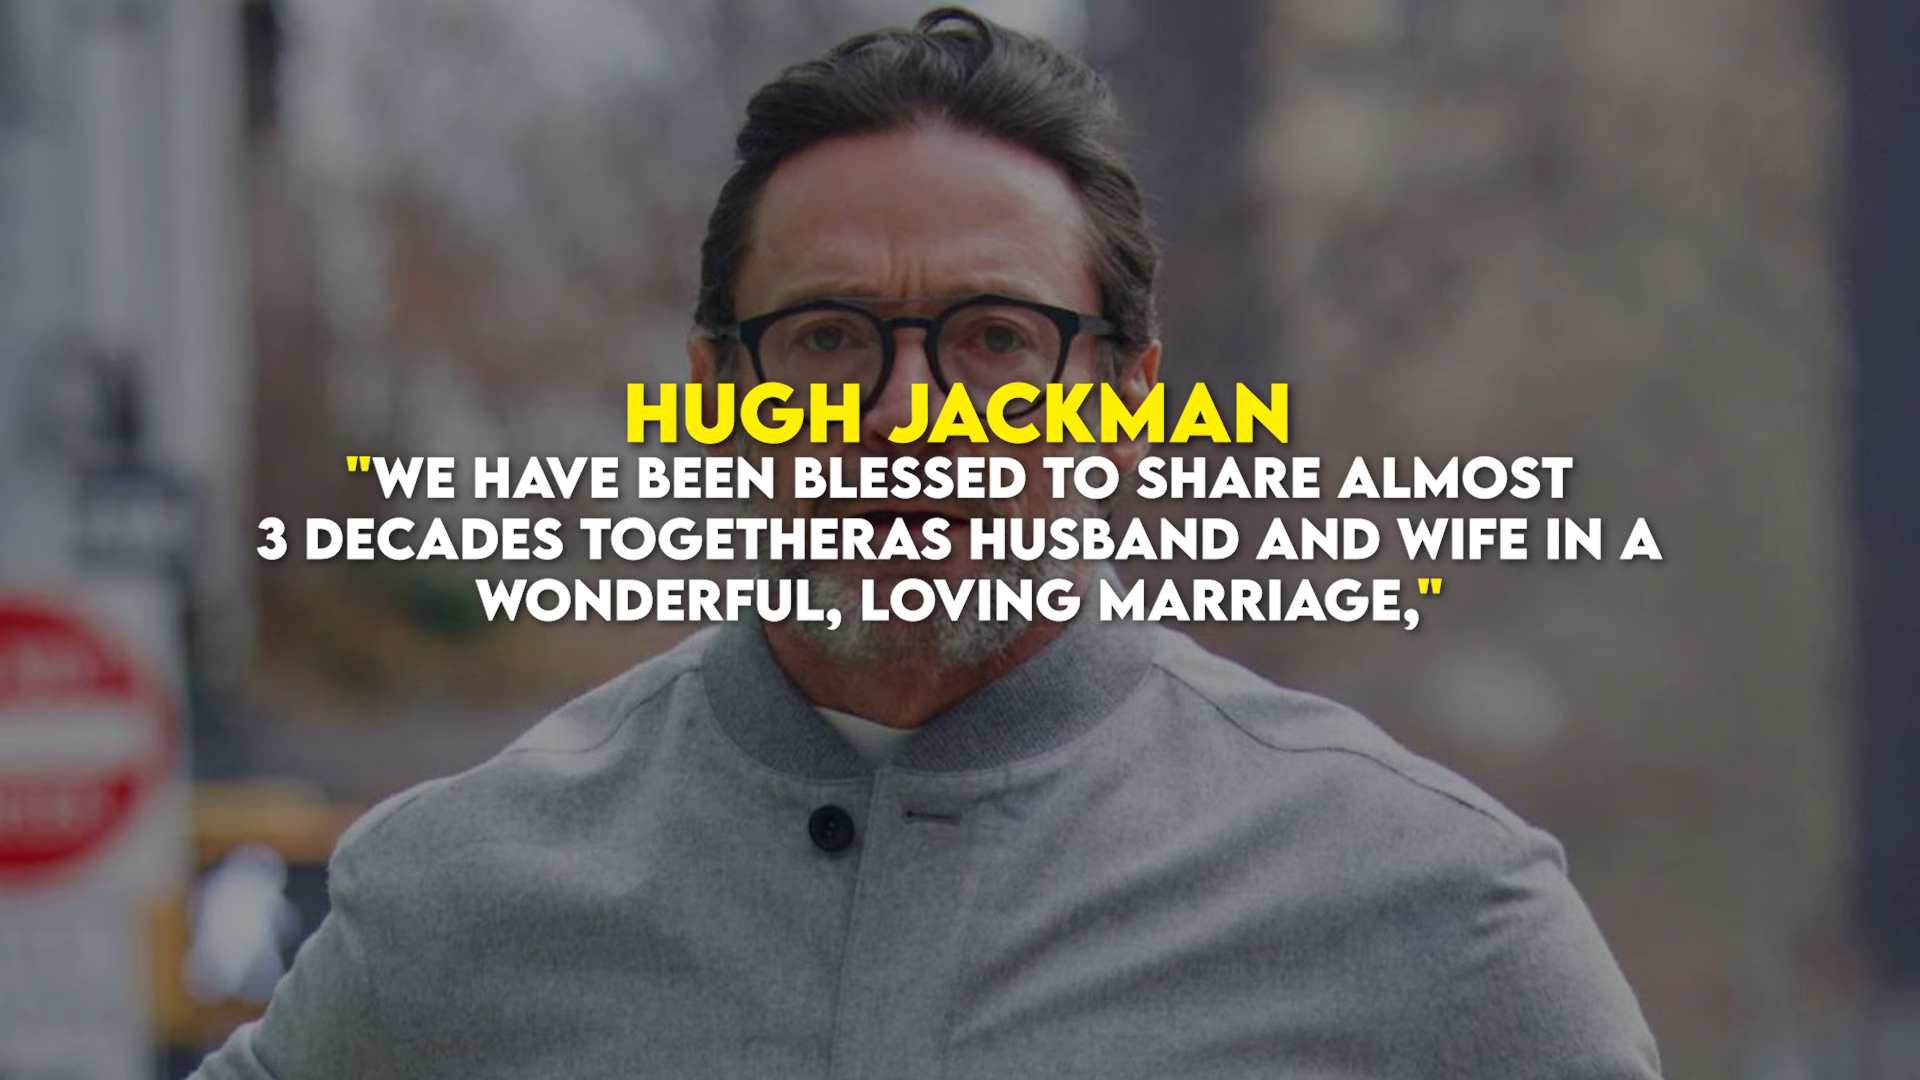 HUGH JACKMAN
"WE HAVE BEEN BLESSED TO SHARE ALMOST
3 DECADES TOGETHERAS HUSBAND AND WIFE IN A
WONDERFUL, LOVING MARRIAGE,"